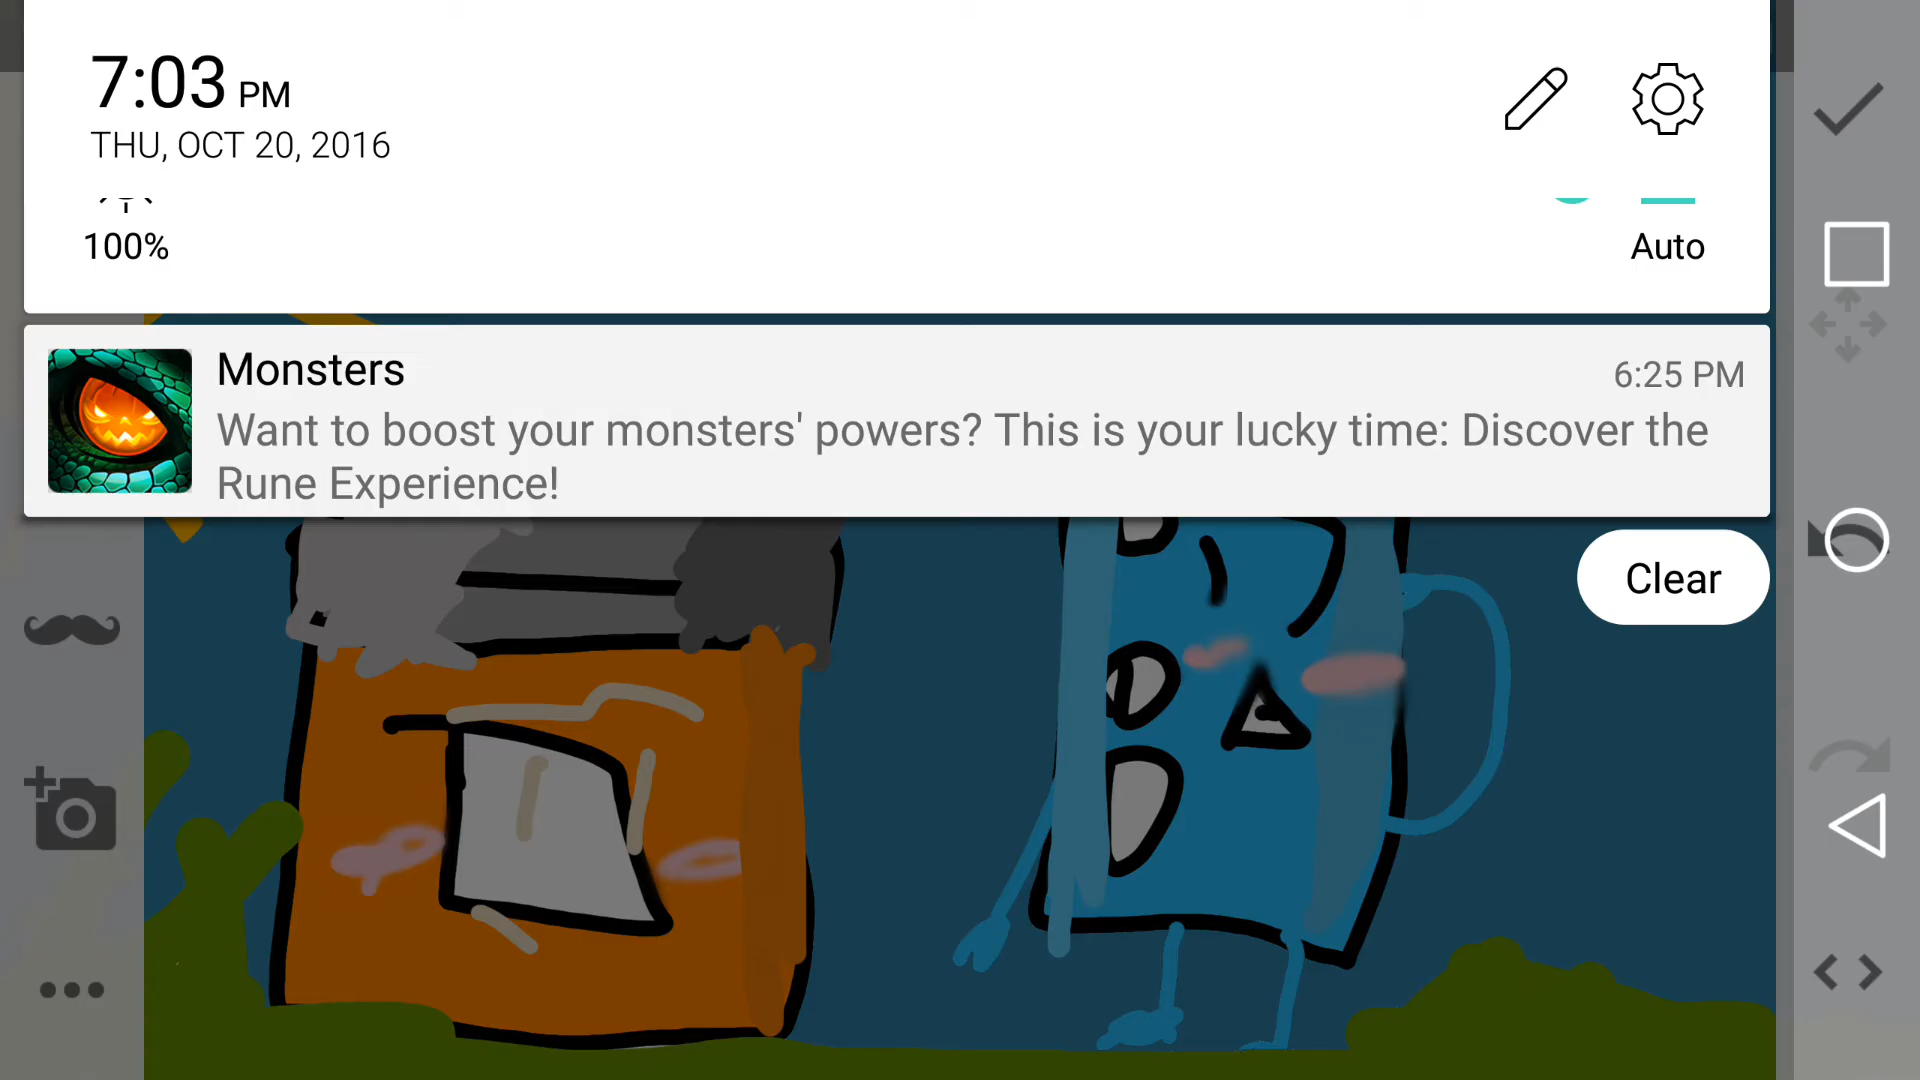 7:03 PM
THU, OCT 20, 2016
100%
Auto
Monsters
6:25 PM
Want to boost your monsters' powers? This is your lucky time: Discover the
Rune Experience!
Clear